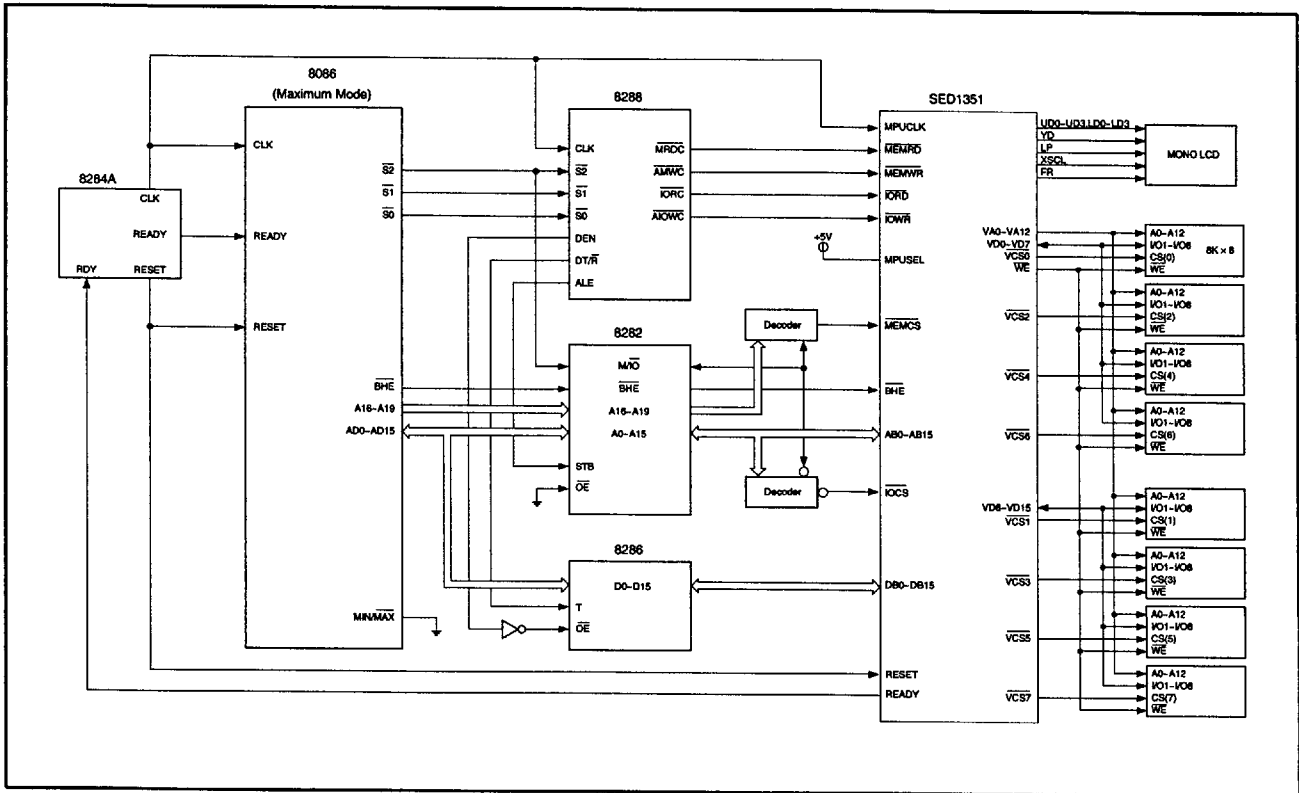 8086
(Maximum Mode)
CLK
READY
RESET
S2
S1
S0
BHE
A16~A19
AD0~AD15
MIN/MAX
8284A
CLK
READY
RDY
RESET
8288
CLK
S2
S1
S0
DEN
DT/R
ALE
MRDC
AMWC
IORC
AIOWC
8282
M/IO
BHE
A16~A19
A0~A15
STB
OE
8286
D0~D15
T
OE
+5V
Decoder
Decoder
SED1351
MPUCLK
MEMRD
MEMWR
IORD
IOWR
MPUSEL
MEMCS
BHE
AB0~AB15
IOCS
DB0~DB15
RESET
READY
UD0~UD3,LD0~LD3
YD
LP
XSCL
FR
MONO LCD
VA0~VA12
VD0~VD7
VCS0
WE
VCS2
VCS4
VCS6
VD8~VD15
VCS1
VCS3
VCS5
VCS7
A0~A12
I/O1~I/O8
8K × 8
CS(0)
WE
A0~A12
I/O1~I/O8
CS(2)
WE
A0~A12
I/O1~I/O8
CS(4)
WE
A0~A12
I/O1~I/O8
CS(6)
WE
A0~A12
I/O1~I/O8
CS(1)
WE
A0~A12
I/O1~I/O8
CS(3)
WE
A0~A12
I/O1~I/O8
CS(5)
WE
A0~A12
I/O1~I/O8
CS(7)
WE